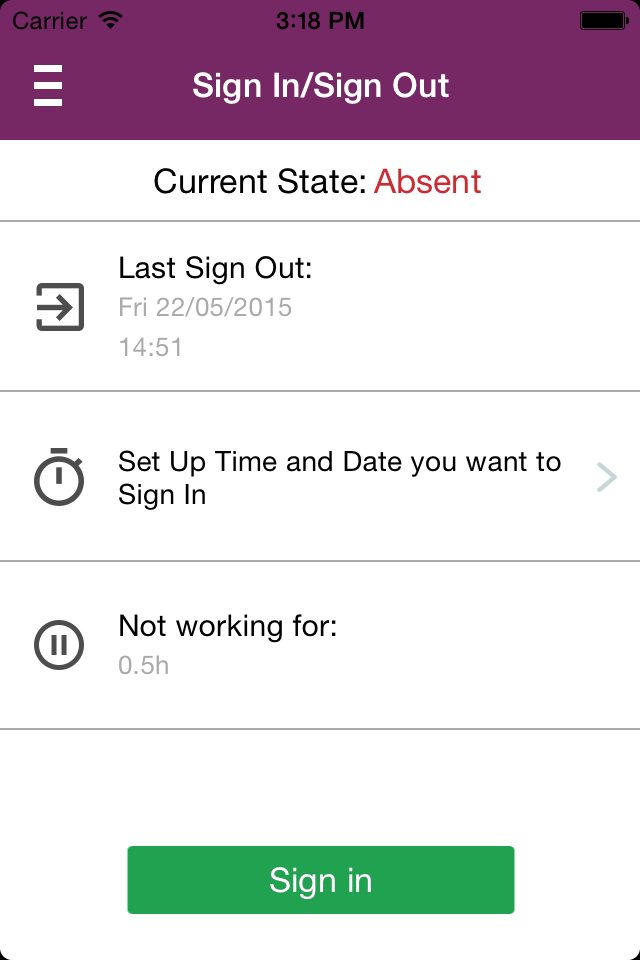 Carrier 3:18 PM
Sign In/Sign Out
Current State: Absent
Last Sign Out:
Fri 22/05/2015
14:51
Set Up Time and Date you want to
Sign In
Not working for:
0.5h
Sign in